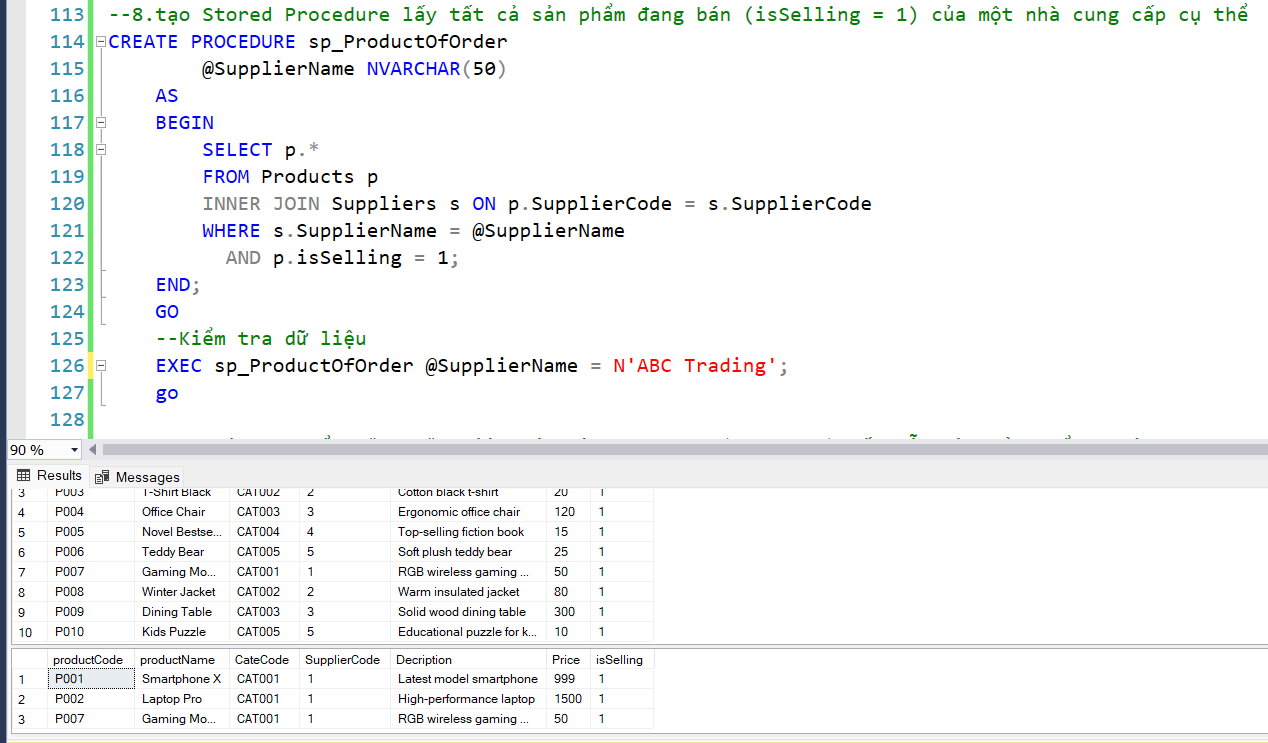 113 --8.tạo Stored Procedure lấy tất cả sản phẩm đang bán (isSelling = 1) của một nhà cung cấp cụ thể
114 CREATE PROCEDURE sp_ProductOfOrder
115 @SupplierName NVARCHAR(50)
116 AS
117 BEGIN
118 SELECT p.*
119 FROM Products p
120 INNER JOIN Suppliers s ON p.SupplierCode = s.SupplierCode
121 WHERE s.SupplierName = @SupplierName
122 AND p.isSelling = 1;
123 END;
124 GO
125 --Kiểm tra dữ liệu
126 EXEC sp_ProductOfOrder @SupplierName = N'ABC Trading';
127 go
128
90 %
Results Messages
3 P003 T-Shirt Black CAT002 2 Cotton black t-shirt 20 1
4 P004 Office Chair CAT003 3 Ergonomic office chair 120 1
5 P005 Novel Bestse... CAT004 4 Top-selling fiction book 15 1
6 P006 Teddy Bear CAT005 5 Soft plush teddy bear 25 1
7 P007 Gaming Mo... CAT001 1 RGB wireless gaming ... 50 1
8 P008 Winter Jacket CAT002 2 Warm insulated jacket 80 1
9 P009 Dining Table CAT003 3 Solid wood dining table 300 1
10 P010 Kids Puzzle CAT005 5 Educational puzzle for k... 10 1
productCode productName CateCode SupplierCode Decription Price isSelling
1 P001 Smartphone X CAT001 1 Latest model smartphone 999 1
2 P002 Laptop Pro CAT001 1 High-performance laptop 1500 1
3 P007 Gaming Mo... CAT001 1 RGB wireless gaming ... 50 1